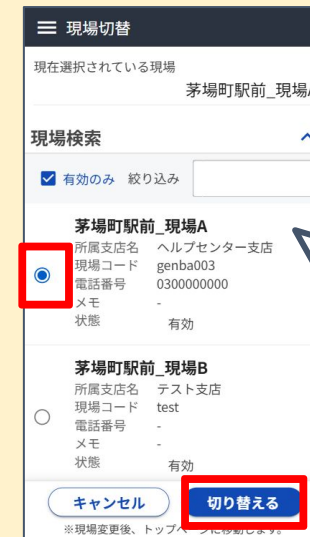 現場切替
現在選択されている現場
茅場町駅前_現場A
現場検索
有効のみ 絞り込み
茅場町駅前_現場A
所属支店名 ヘルプセンター支店
現場コード genba003
電話番号 0300000000
メモ -
状態 有効
茅場町駅前_現場B
所属支店名 テスト支店
現場コード test
電話番号 -
メモ -
状態 有効
キャンセル 切り替える
※現場変更後、トップページに移動します。